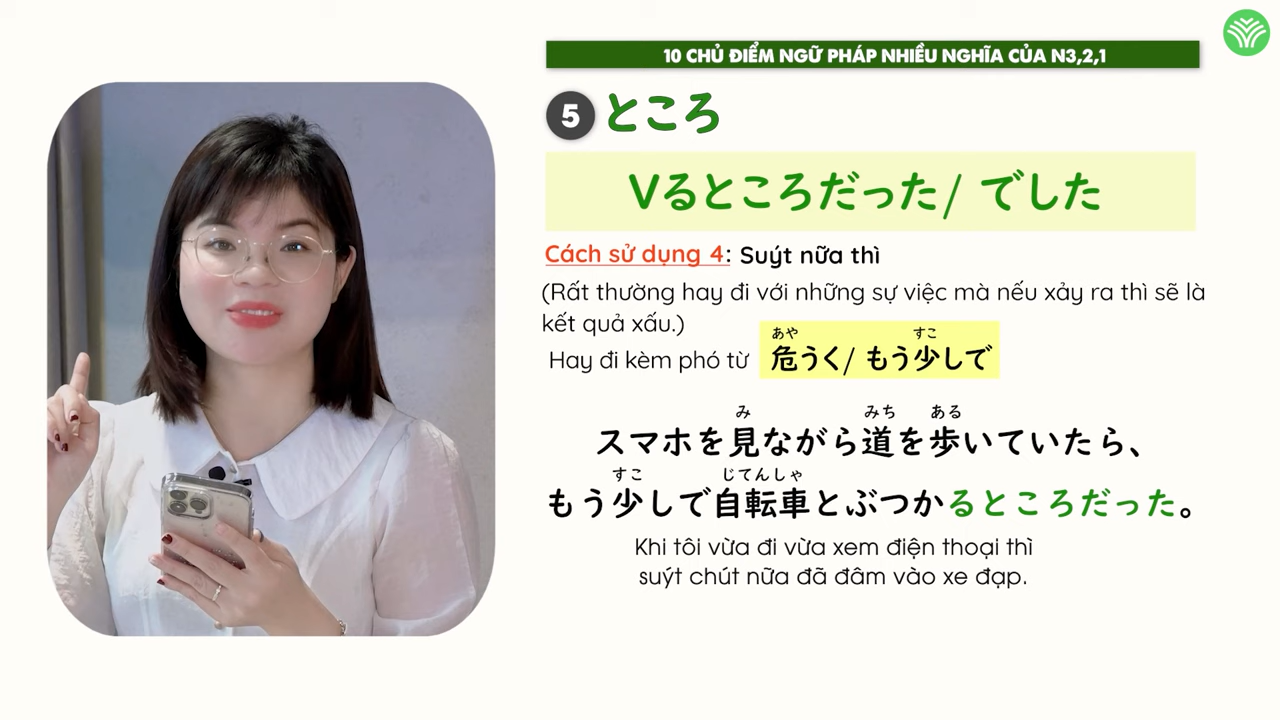 10 CHỦ ĐIỂM NGỮ PHÁP NHIỀU NGHĨA CỦA N3,2,1
5 ところ
Vるところだった/ でした
Cách sử dụng 4: Suýt nữa thì
(Rất thường hay đi với những sự việc mà nếu xảy ra thì sẽ là
kết quả xấu.)
あや すこ
Hay đi kèm phó từ 危うく/ もう少しで
み みち ある
スマホを見ながら道を歩いていたら、
すこ じてんしゃ
もう少しで自転車とぶつかるところだった。
Khi tôi vừa đi vừa xem điện thoại thì
suýt chút nữa đã đâm vào xe đạp.